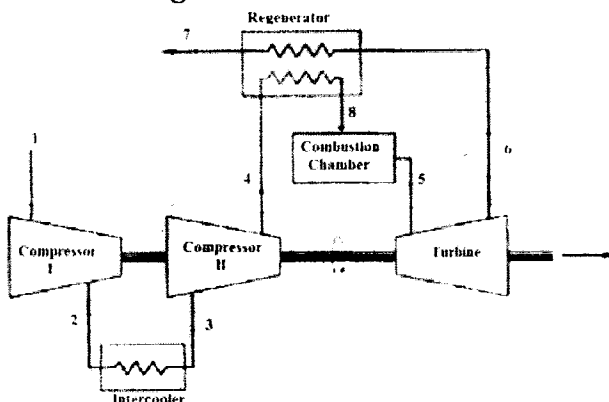 Regenerator
7
8
Combustion
Chamber
1
4
5
6
Compressor
I
Compressor
II
Turbine
2
3
Intercooler